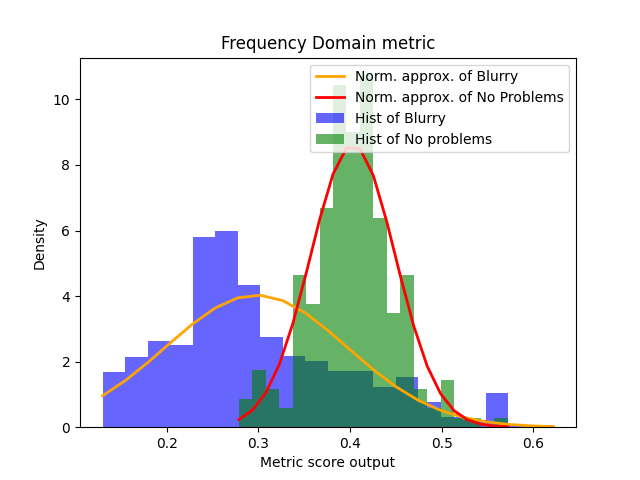 Frequency Domain metric
Norm. approx. of Blurry
Norm. approx. of No Problems
Hist of Blurry
Hist of No problems
10
8
6
4
2
0
Density
0.2 0.3 0.4 0.5 0.6
Metric score output